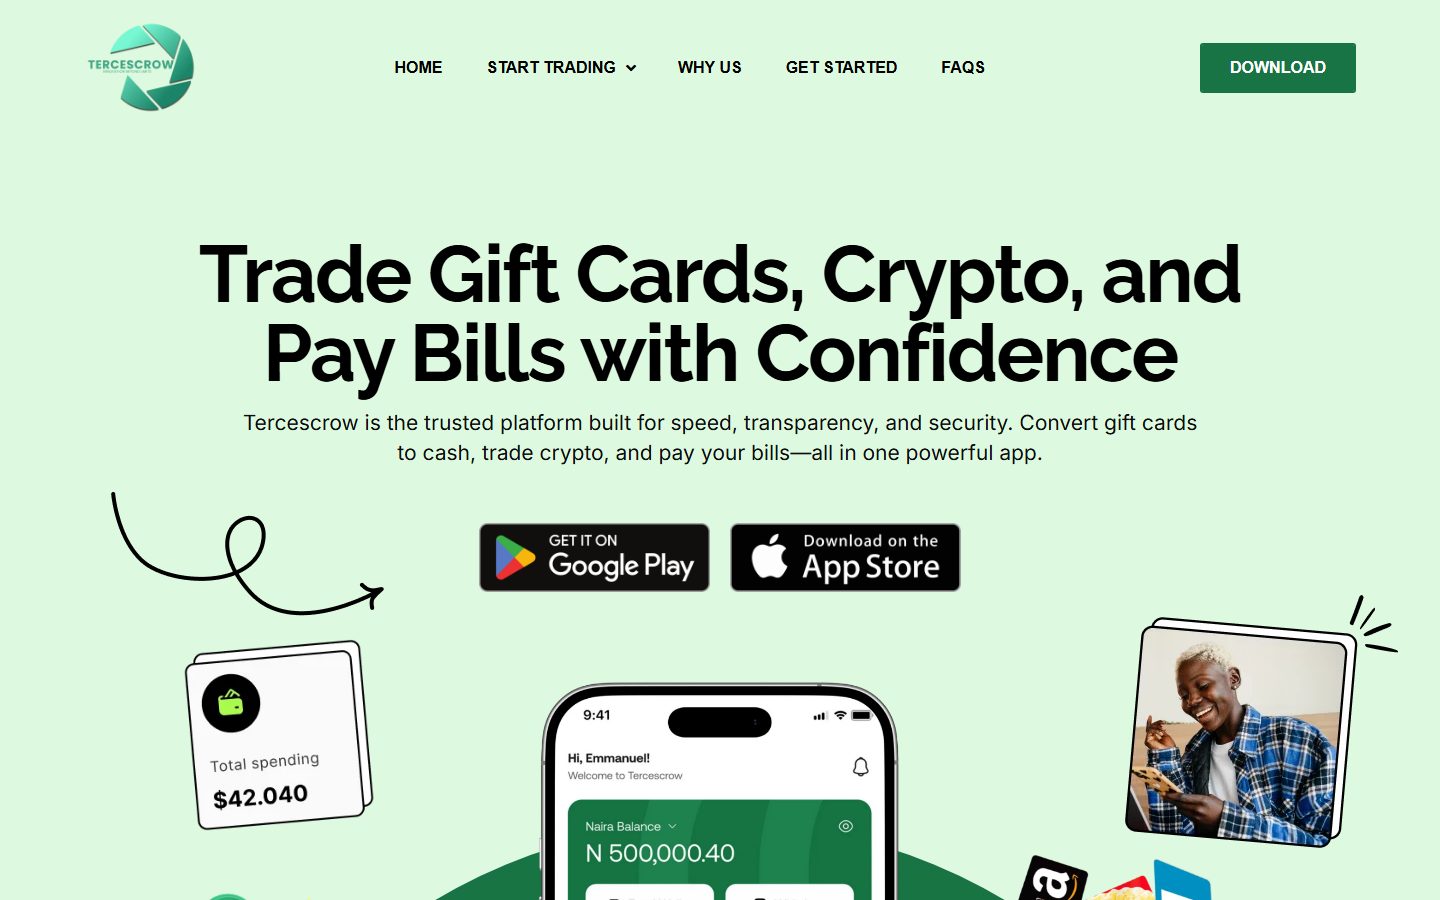 TERCESCROW
HOME
START TRADING
WHY US
GET STARTED
FAQS
DOWNLOAD
Trade Gift Cards, Crypto, and
Pay Bills with Confidence
Tercescrow is the trusted platform built for speed, transparency, and security. Convert gift cards
to cash, trade crypto, and pay your bills—all in one powerful app.
GET IT ON
Google Play
Download on the
App Store
Total spending
$42.040
9:41
Hi, Emmanuel!
Welcome to Tercescrow
Naira Balance
N 500,000.40